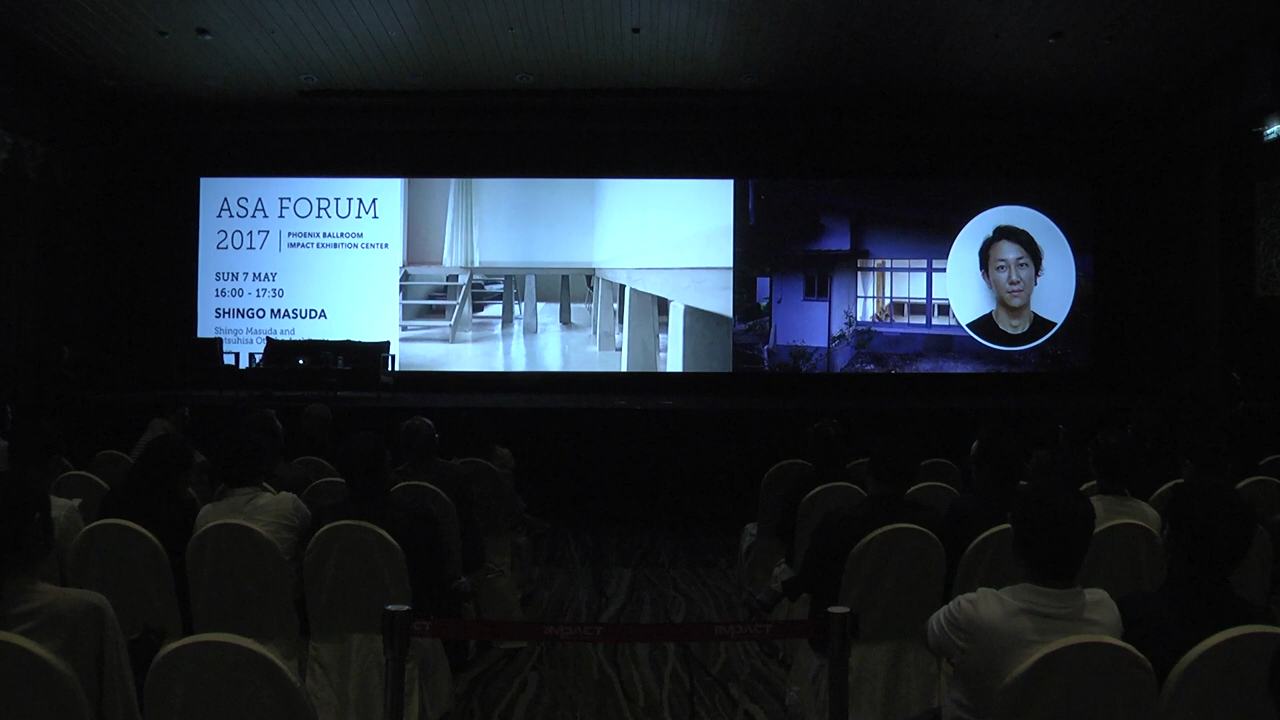 ASA FORUM
2017 | PHOENIX BALLROOM
IMPACT EXHIBITION CENTER
SUN 7 MAY
16:00 - 17:30
SHINGO MASUDA
Shingo Masuda and
IMPACT
IMPACT